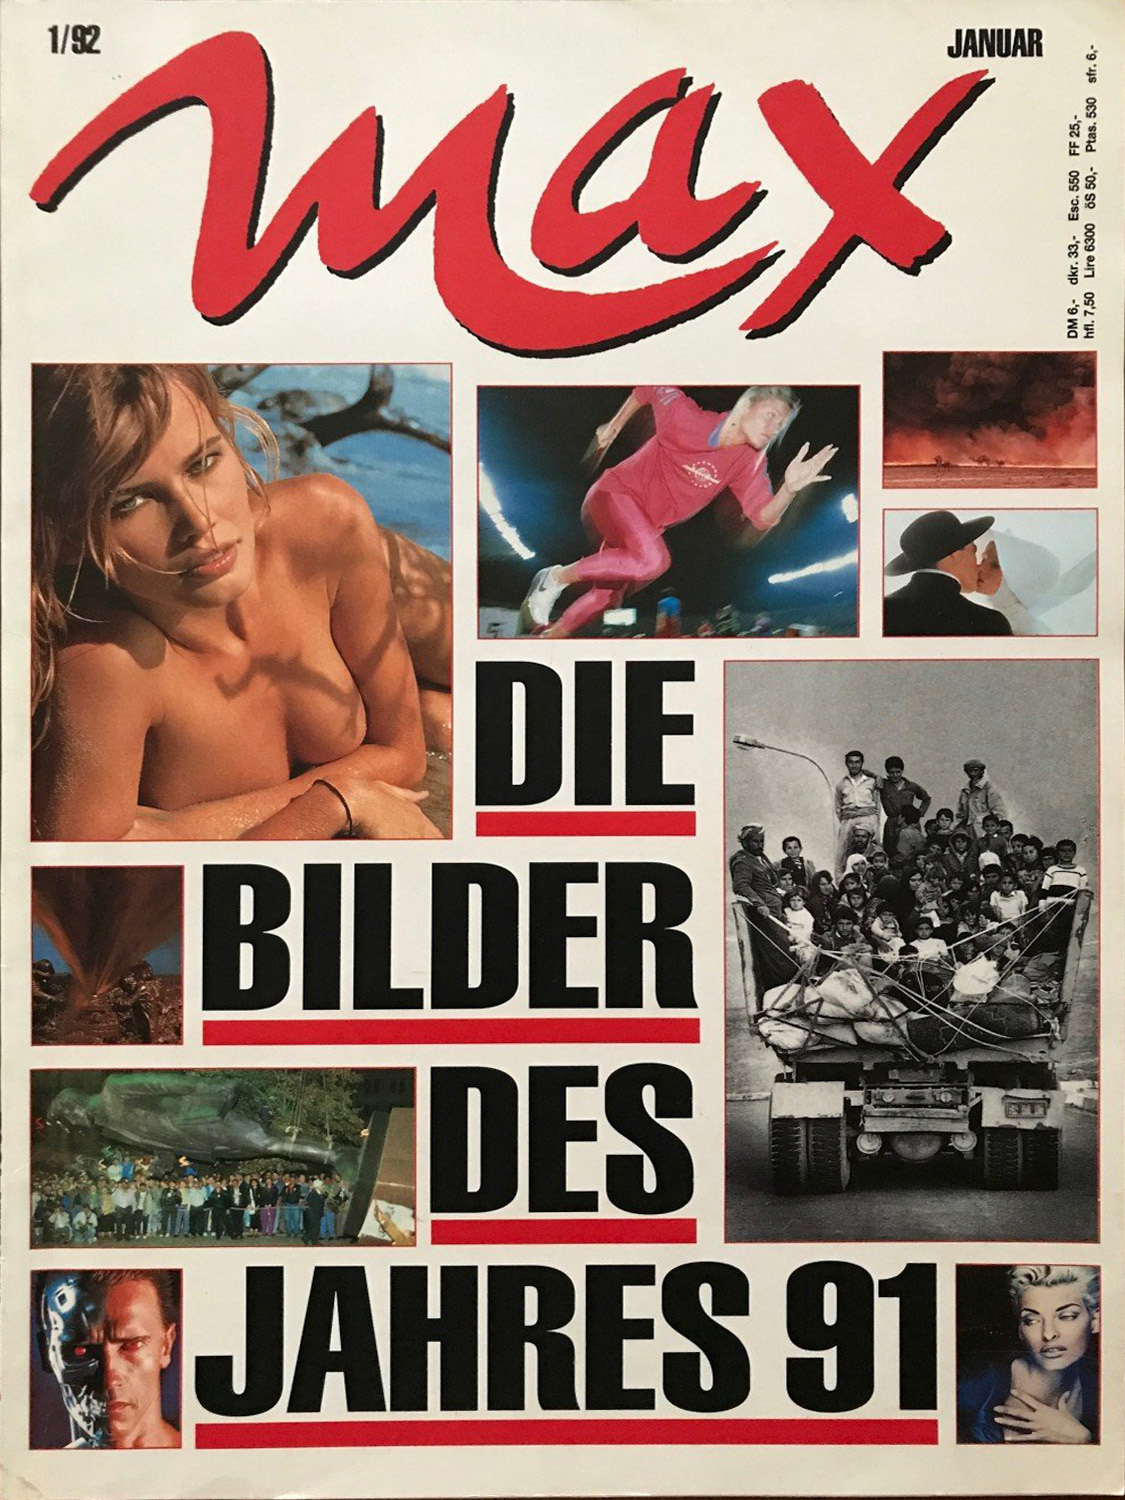 1/92
JANUAR
max
DM 6,- dkr. 33,- Esc. 550 FF 25,-
hfl. 7,50 Lire 6300 öS 50,- Ptas. 530 sfr. 6,-
DIE
BILDER
DES
JAHRES 91